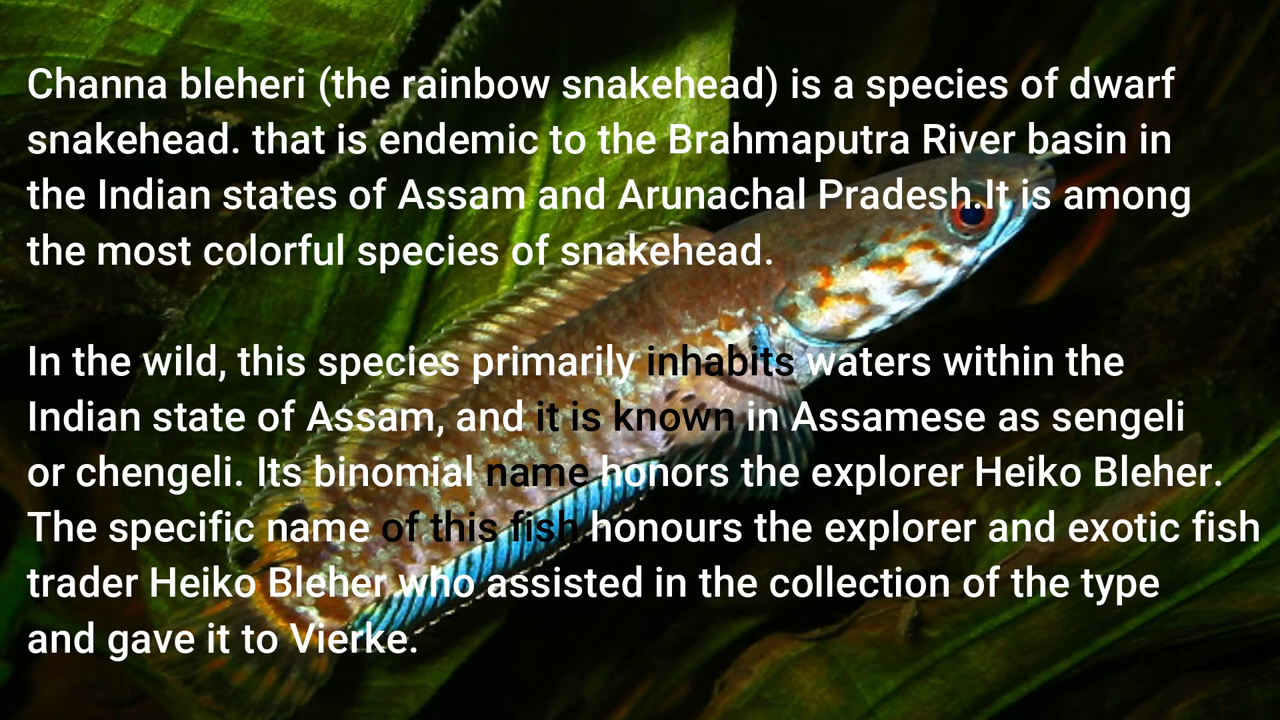 Channa bleheri (the rainbow snakehead) is a species of dwarf
snakehead. that is endemic to the Brahmaputra River basin in
the Indian states of Assam and Arunachal Pradesh.It is among
the most colorful species of snakehead.
In the wild, this species primarily inhabits waters within the
Indian state of Assam, and it is known in Assamese as sengeli
or chengeli. Its binomial name honors the explorer Heiko Bleher.
The specific name of this fish honours the explorer and exotic fish
trader Heiko Bleher who assisted in the collection of the type
and gave it to Vierke.